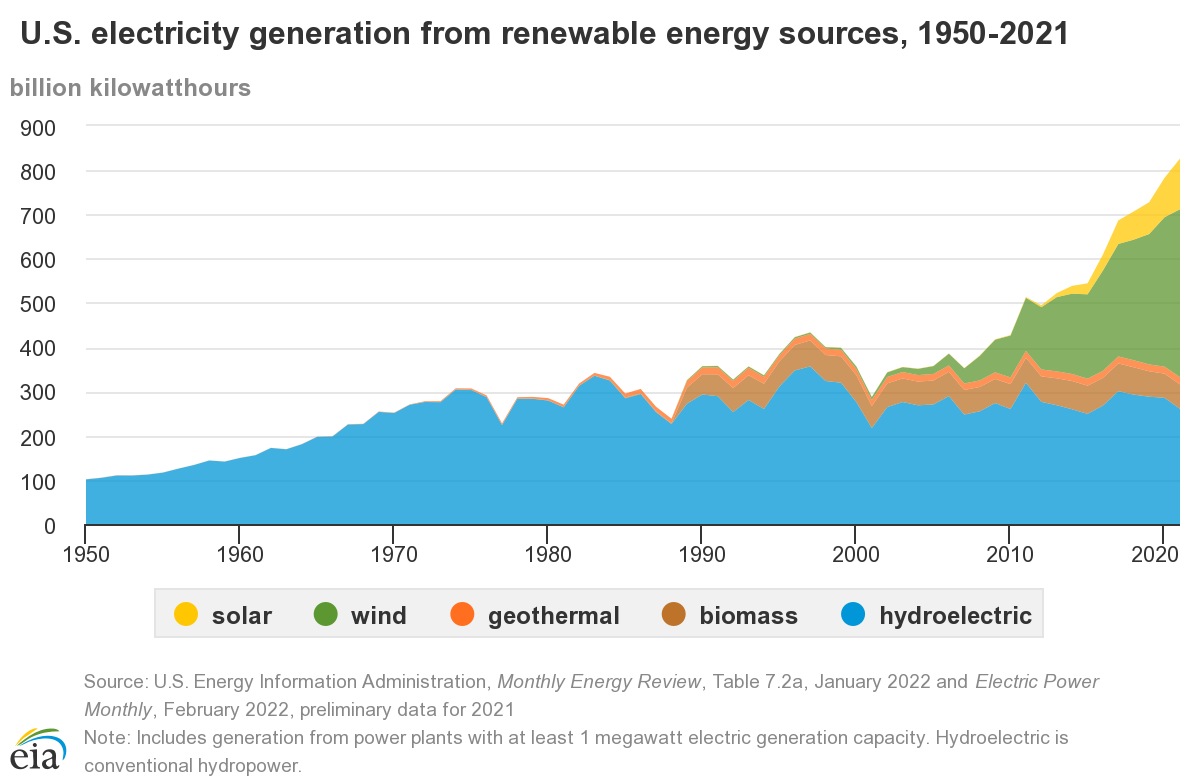 U.S. electricity generation from renewable energy sources, 1950-2021
billion kilowatthours
900
800
700
600
500
400
300
200
100
0
1950 1960 1970 1980 1990 2000 2010 2020
solar wind geothermal biomass hydroelectric
Source: U.S. Energy Information Administration, Monthly Energy Review, Table 7.2a, January 2022 and Electric Power
Monthly, February 2022, preliminary data for 2021
Note: Includes generation from power plants with at least 1 megawatt electric generation capacity. Hydroelectric is
conventional hydropower.
eia